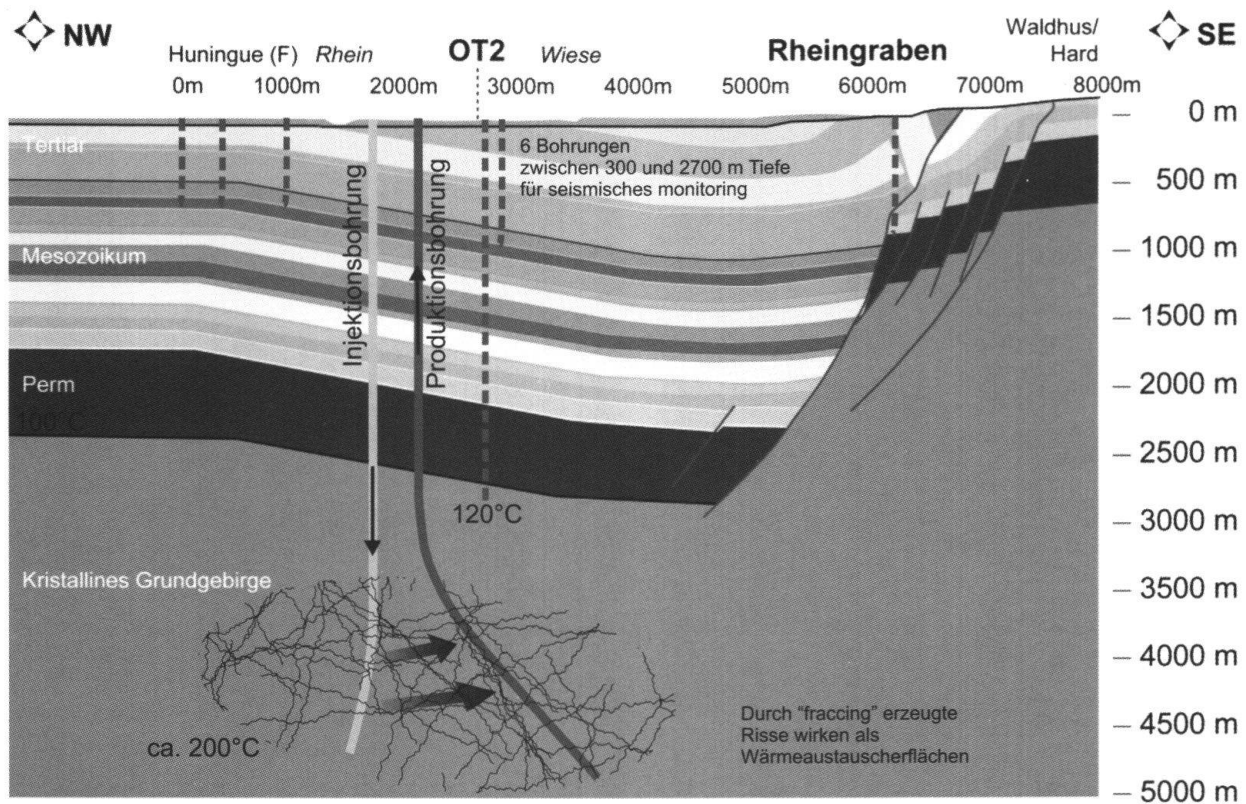 NW
Huningue (F) Rhein OT2 Wiese Rheingraben Waldhus/
Hard
SE
0m 1000m 2000m 3000m 4000m 5000m 6000m 7000m 8000m
0 m
Tertiär
6 Bohrungen
zwischen 300 und 2700 m Tiefe
für seismisches monitoring
500 m
1000 m
Mesozoikum
Injektionsbohrung
Produktionsbohrung
1500 m
2000 m
Perm
100°C
2500 m
120°C
3000 m
Kristallines Grundgebirge
3500 m
4000 m
ca. 200°C
Durch "fraccing" erzeugte
Risse wirken als
Wärmeaustauscherflächen
4500 m
5000 m